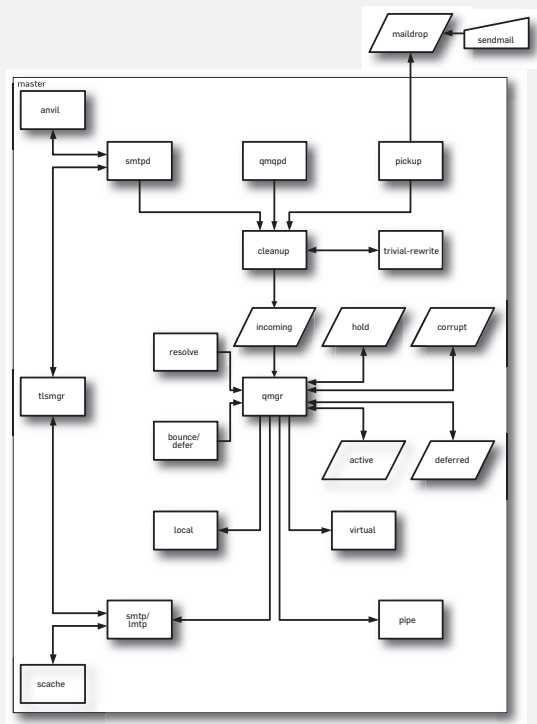 maildrop
sendmail
master
anvil
smtpd
qmqpd
pickup
cleanup
trivial-rewrite
incoming
hold
corrupt
resolve
tlsmgr
qmgr
bounce/
defer
active
deferred
local
virtual
smtp/
lmtp
pipe
scache